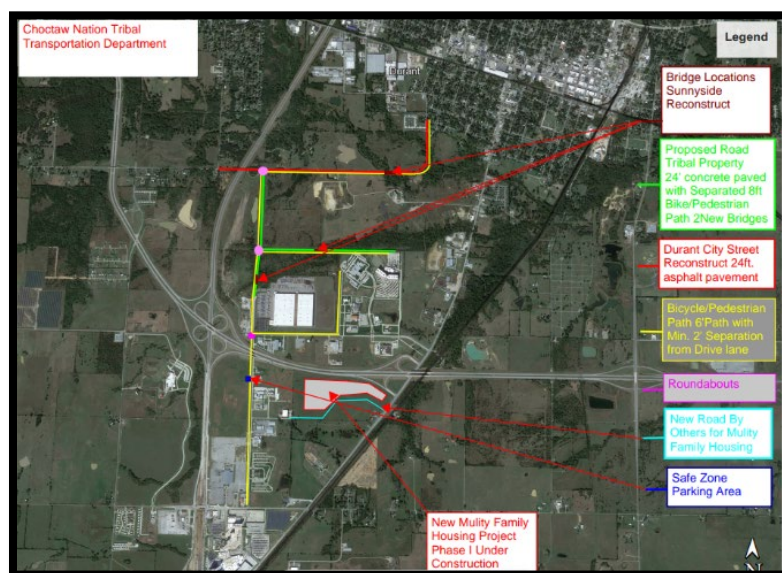 Choctaw Nation Tribal
Transportation Department
Durant
Legend
Bridge Locations
Sunnyside
Reconstruct
Proposed Road
Tribal Property
24' concrete paved
with Separated 8ft
Bike/Pedestrian
Path 2New Bridges
Durant City Street
Reconstruct 24ft.
asphalt pavement
Bicycle/Pedestrian
Path 6'Path with
Min. 2' Separation
from Drive lane
Roundabouts
New Road By
Others for Mulity
Family Housing
Safe Zone
Parking Area
New Mulity Family
Housing Project
Phase I Under
Construction
N